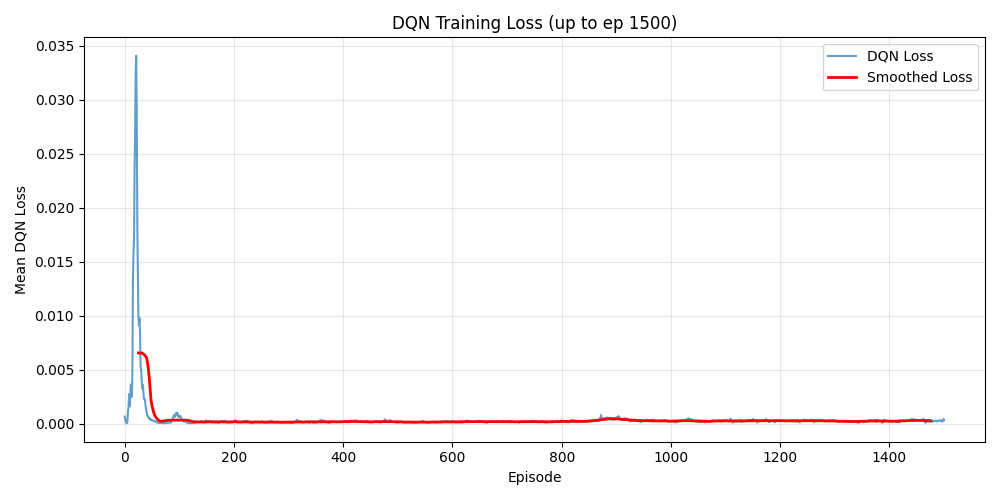 DQN Training Loss (up to ep 1500)
DQN Loss
Smoothed Loss
Mean DQN Loss
0.035
0.030
0.025
0.020
0.015
0.010
0.005
0.000
0 200 400 600 800 1000 1200 1400
Episode